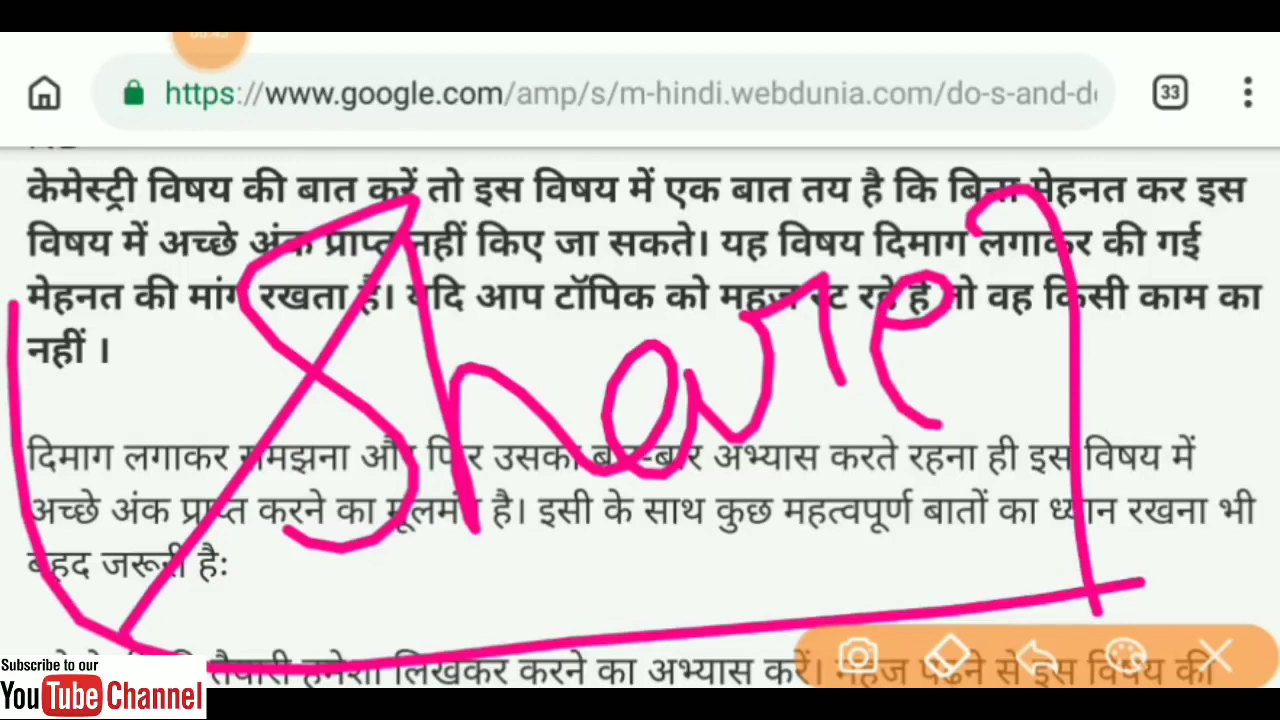 https://www.google.com/amp/s/m-hindi.webdunia.com/do-s-and-d
33
केमेस्ट्री विषय की बात करें तो इस विषय में एक बात तय है कि बिना मेहनत कर इस
विषय में अच्छे अंक प्राप्त नहीं किए जा सकते। यह विषय दिमाग लगाकर की गई
मेहनत की मांग रखता है। यदि आप टॉपिक को महज रट रहे हैं तो वह किसी काम का
नहीं ।
Share
दिमाग लगाकर समझना और फिर उसका बार-बार अभ्यास करते रहना ही इस विषय में
अच्छे अंक प्राप्त करने का मूलमंत्र है। इसी के साथ कुछ महत्वपूर्ण बातों का ध्यान रखना भी
बेहद जरूरी है:
तैयारी हमेशा लिखकर करने का अभ्यास करें। महज पढ़ने से इस विषय की
Subscribe to our
YouTube Channel